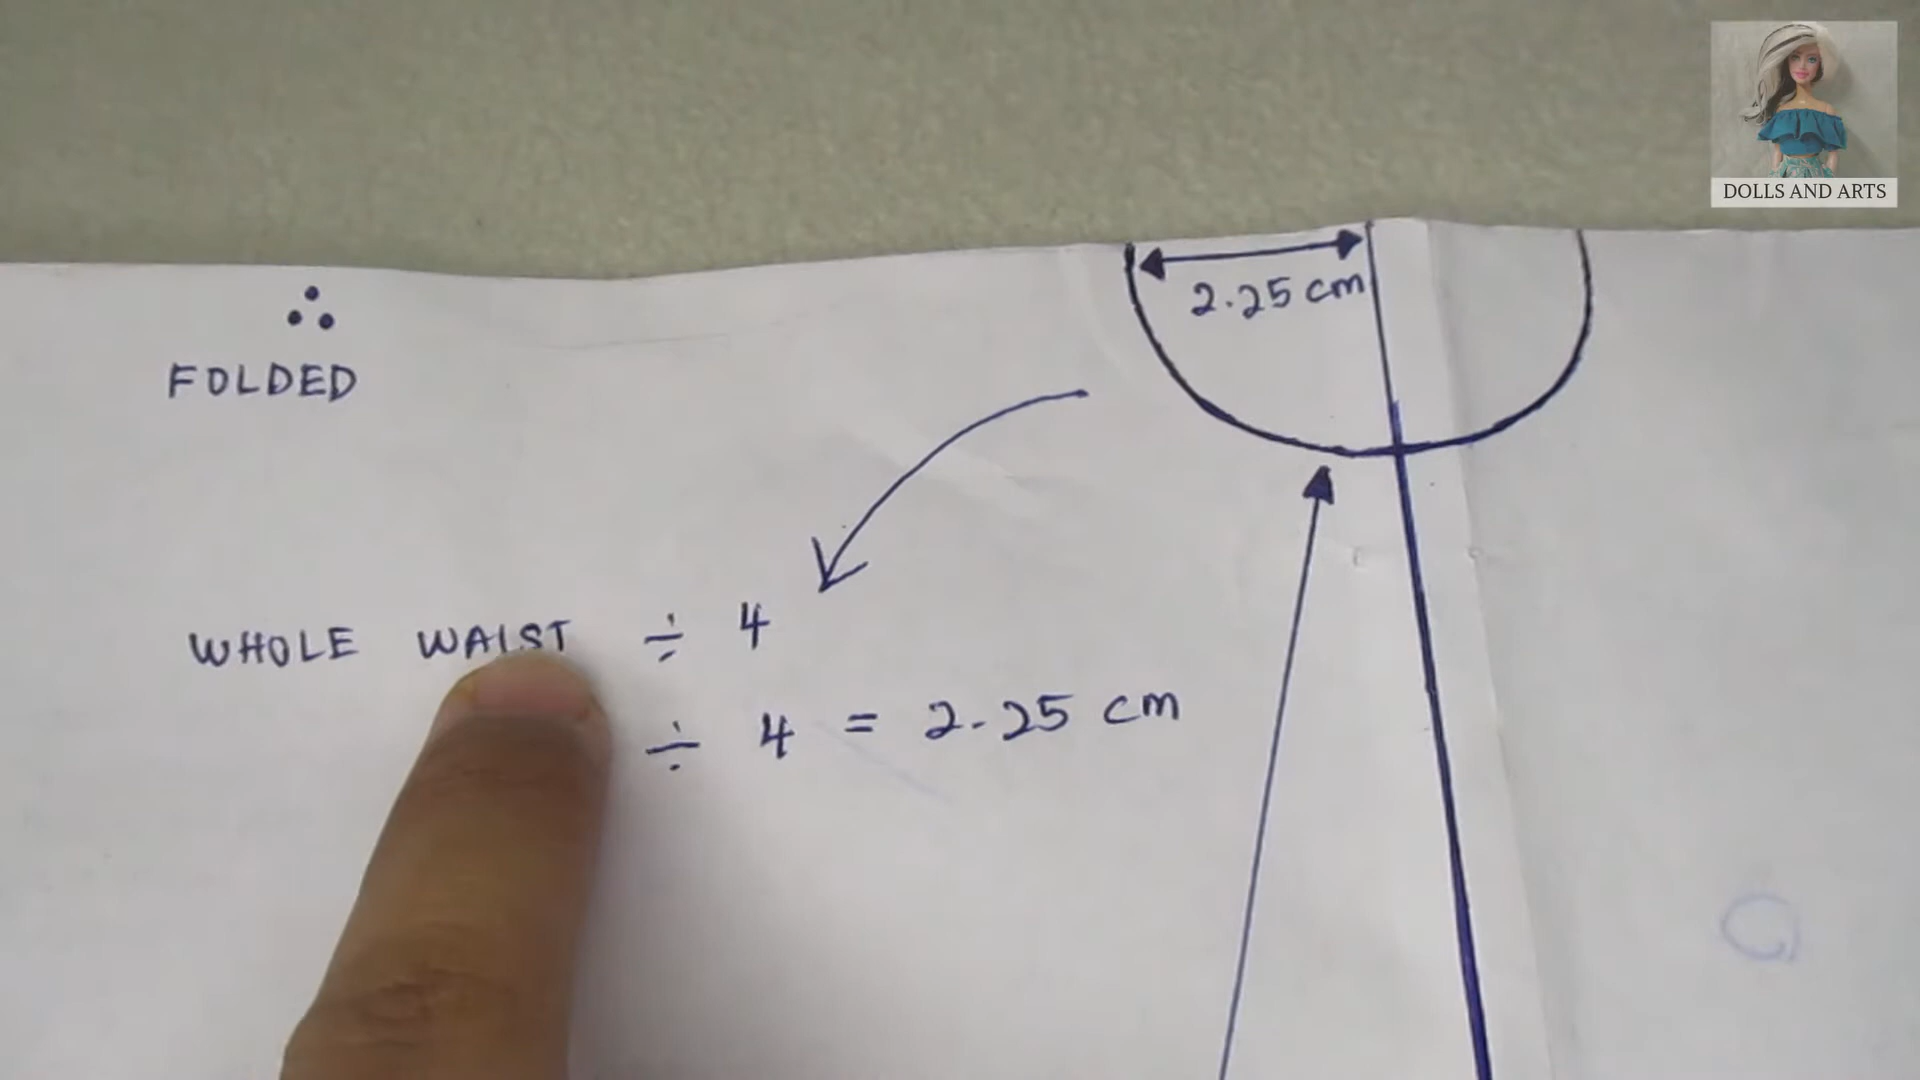 DOLLS AND ARTS
2.25 cm
FOLDED
WHOLE WAIST ÷ 4
÷ 4 = 2.25 cm